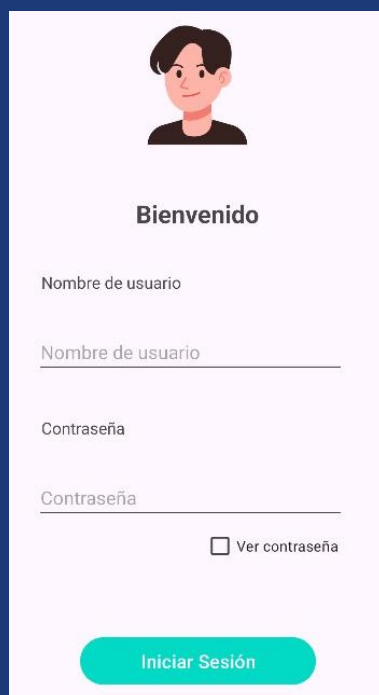 Bienvenido
Nombre de usuario
Nombre de usuario
Contraseña
Contraseña
Ver contraseña
Iniciar Sesión